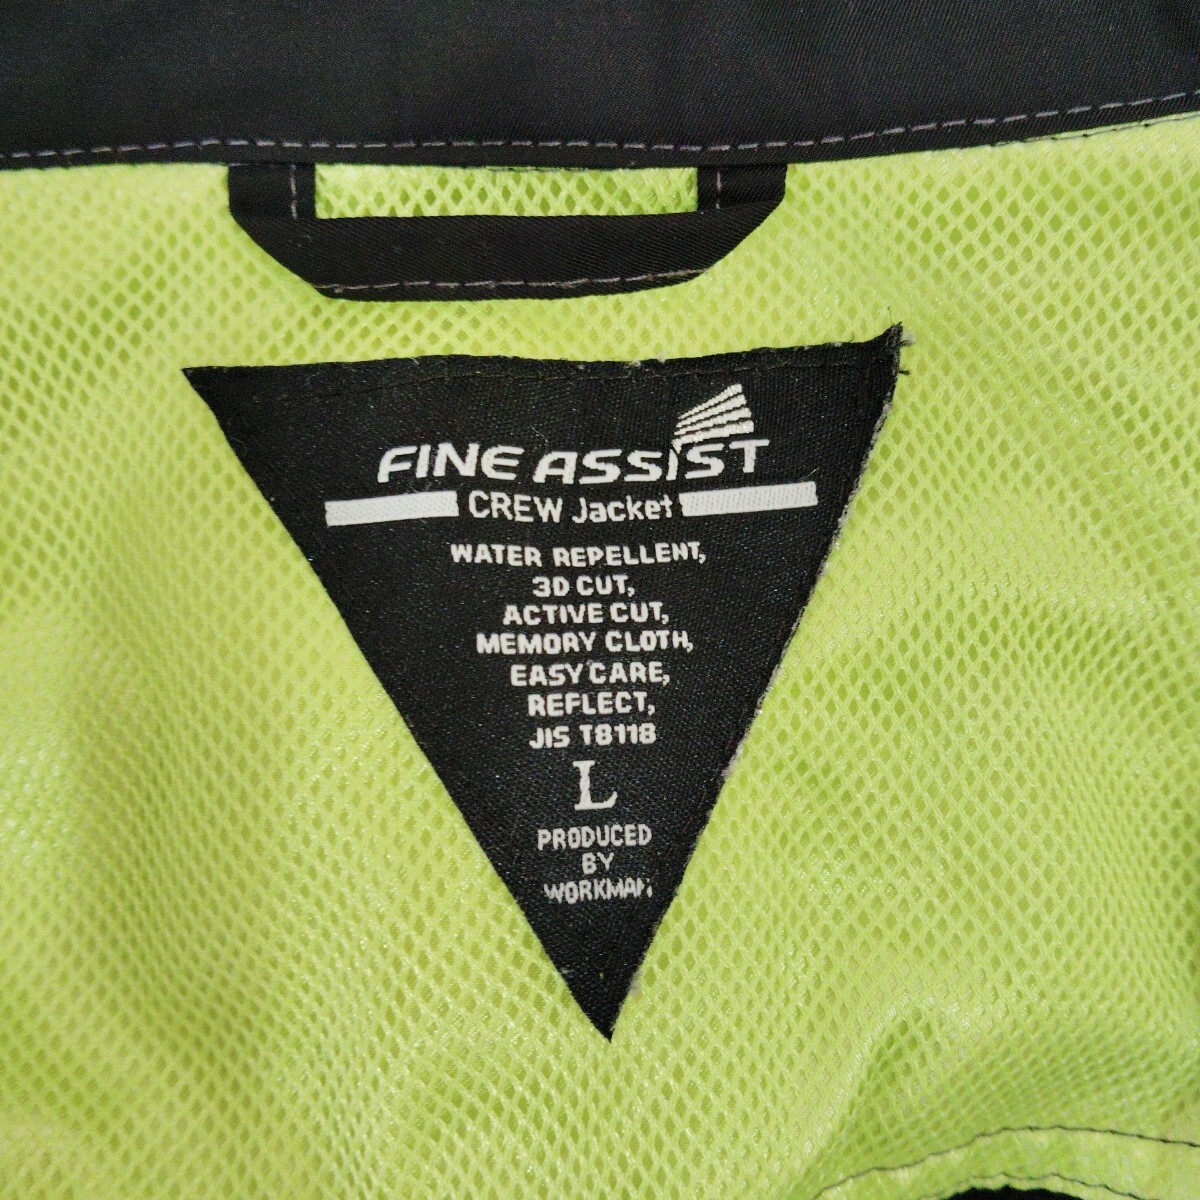 FINE ASSIST
CREW Jacket
WATER REPELLENT,
3D CUT,
ACTIVE CUT,
MEMORY CLOTH,
EASY CARE,
REFLECT,
JIS T8118
L
PRODUCED
BY
WORKMAN